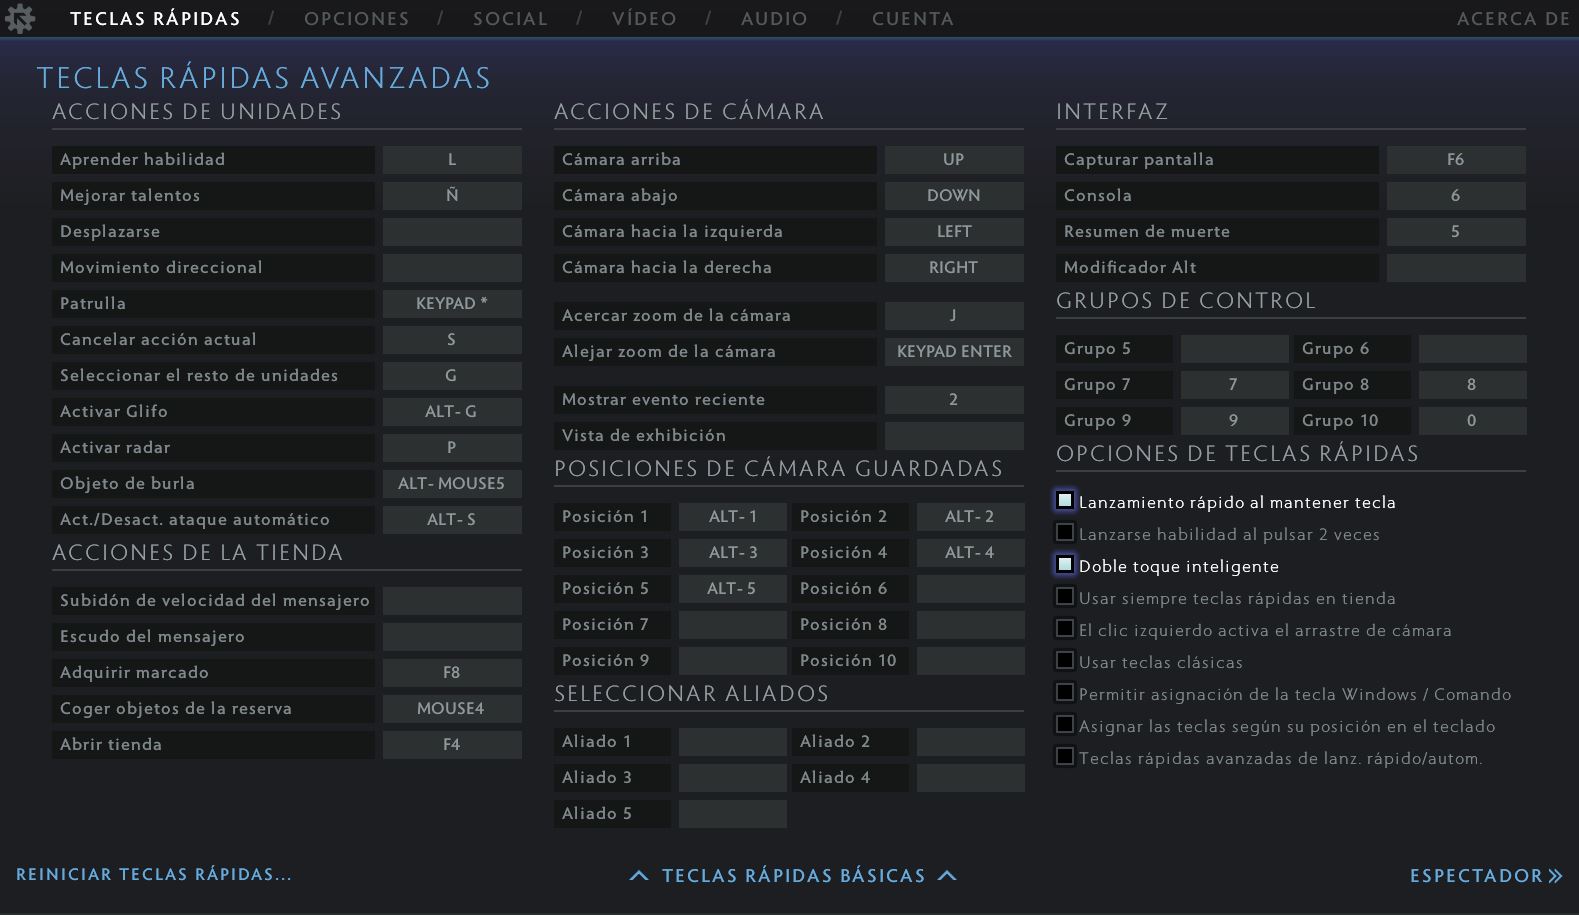 TECLAS RÁPIDAS / OPCIONES / SOCIAL / VÍDEO / AUDIO / CUENTA ACERCA DE
TECLAS RÁPIDAS AVANZADAS
ACCIONES DE UNIDADES
Aprender habilidad L
Mejorar talentos Ñ
Desplazarse
Movimiento direccional
Patrulla KEYPAD *
Cancelar acción actual S
Seleccionar el resto de unidades G
Activar Glifo ALT- G
Activar radar P
Objeto de burla ALT- MOUSE5
Act./Desact. ataque automático ALT- S
ACCIONES DE LA TIENDA
Subidón de velocidad del mensajero
Escudo del mensajero
Adquirir marcado F8
Coger objetos de la reserva MOUSE4
Abrir tienda F4
ACCIONES DE CÁMARA
Cámara arriba UP
Cámara abajo DOWN
Cámara hacia la izquierda LEFT
Cámara hacia la derecha RIGHT
Acercar zoom de la cámara J
Alejar zoom de la cámara KEYPAD ENTER
Mostrar evento reciente 2
Vista de exhibición
POSICIONES DE CÁMARA GUARDADAS
Posición 1 ALT- 1 Posición 2 ALT- 2
Posición 3 ALT- 3 Posición 4 ALT- 4
Posición 5 ALT- 5 Posición 6
Posición 7 Posición 8
Posición 9 Posición 10
SELECCIONAR ALIADOS
Aliado 1 Aliado 2
Aliado 3 Aliado 4
Aliado 5
INTERFAZ
Capturar pantalla F6
Consola 6
Resumen de muerte 5
Modificador Alt
GRUPOS DE CONTROL
Grupo 5 Grupo 6
Grupo 7 7 Grupo 8 8
Grupo 9 9 Grupo 10 0
OPCIONES DE TECLAS RÁPIDAS
Lanzamiento rápido al mantener tecla
Lanzarse habilidad al pulsar 2 veces
Doble toque inteligente
Usar siempre teclas rápidas en tienda
El clic izquierdo activa el arrastre de cámara
Usar teclas clásicas
Permitir asignación de la tecla Windows / Comando
Asignar las teclas según su posición en el teclado
Teclas rápidas avanzadas de lanz. rápido/autom.
REINICIAR TECLAS RÁPIDAS... TECLAS RÁPIDAS BÁSICAS ESPECTADOR